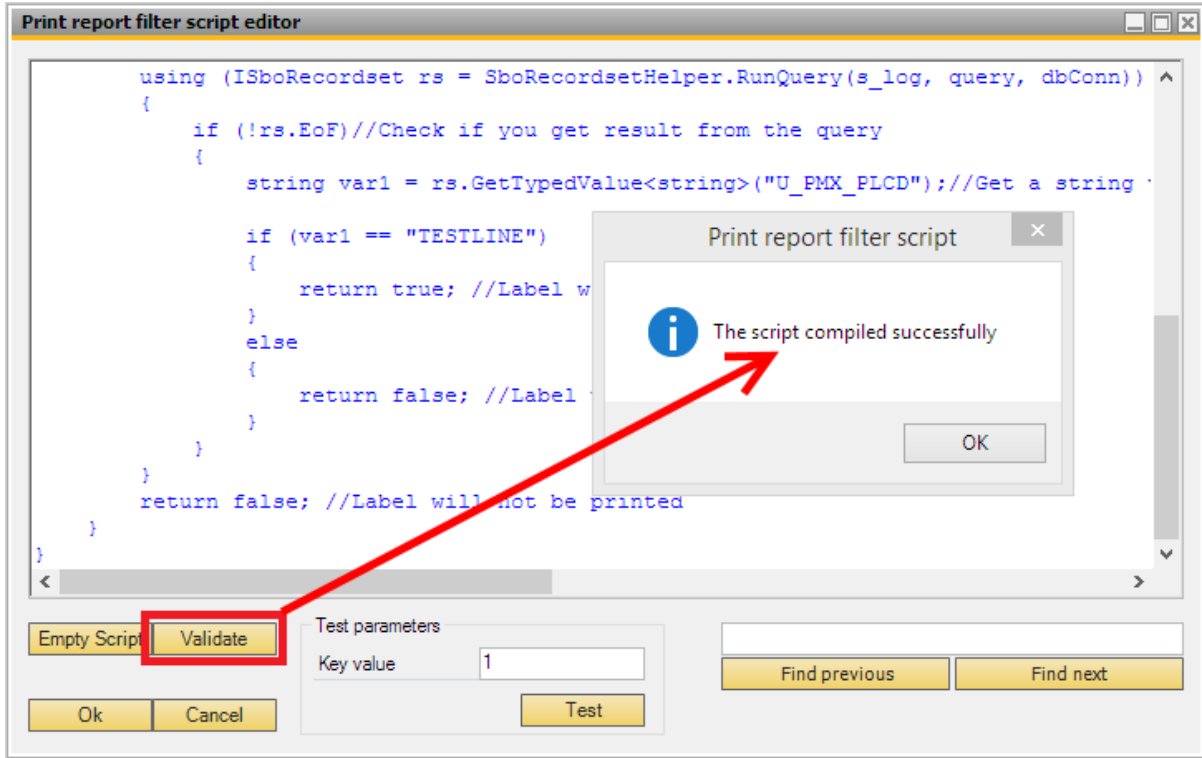 Print report filter script editor
using (ISboRecordset rs = SboRecordsetHelper.RunQuery(s_log, query, dbConn))
{
if (!rs.EoF)//Check if you get result from the query
{
string var1 = rs.GetTypedValue<string>("U_PMX_PLCD");//Get a string
if (var1 == "TESTLINE")
{
return true; //Label w
}
else
{
return false; //Label
}
}
}
return false; //Label will not be printed
}
}
Print report filter script
The script compiled successfully
OK
Empty Script
Validate
Test parameters
Key value
1
Test
Find previous
Find next
Ok
Cancel